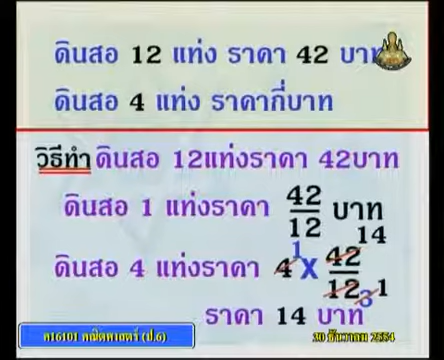 ดินสอ 12 แท่ง ราคา 42 บาท
ดินสอ 4 แท่ง ราคากี่บาท
วิธีทำ ดินสอ 12แท่งราคา 42บาท
ดินสอ 1 แท่งราคา 42/12 บาท
14
ดินสอ 4 แท่งราคา 4 1 X 42/12 3 1
ราคา 14 บาท
ค16101 คณิตศาสตร์ (ป.6)
30 ธันวาคม 2554